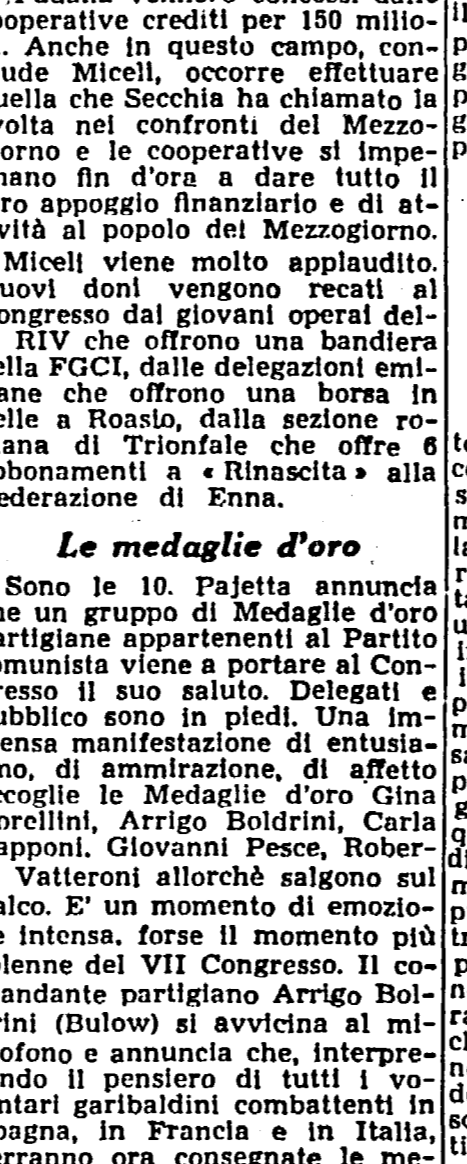 cooperative crediti per 150 milio-
Anche in questo campo, con-
clude Miceli, occorre effettuare
quella che Secchia ha chiamato la
svolta nei confronti del Mezzo-
giorno e le cooperative si impe-
gnano fin d'ora a dare tutto il
loro appoggio finanziario e di at-
tività al popolo del Mezzogiorno.
Miceli viene molto applaudito.
Nuovi doni vengono recati al
Congresso dai giovani operai del-
RIV che offrono una bandiera
della FGCI, dalle delegazioni emi-
liane che offrono una borsa in
pelle a Roasio, dalla sezione ro-
mana di Trionfale che offre 6
abbonamenti a « Rinascita » alla
Federazione di Enna.
Le medaglie d'oro
Sono le 10. Pajetta annuncia
che un gruppo di Medaglie d'oro
partigiane appartenenti al Partito
comunista viene a portare al Con-
gresso il suo saluto. Delegati e
pubblico sono in piedi. Una im-
mensa manifestazione di entusia-
smo, di ammirazione, di affetto
accoglie le Medaglie d'oro Gina
Borellini, Arrigo Boldrini, Carla
Capponi. Giovanni Pesce, Rober-
Vatteroni allorchè salgono sul
palco. E' un momento di emozio-
ne intensa. forse il momento più
solenne del VII Congresso. Il co-
mandante partigiano Arrigo Bol-
drini (Bulow) si avvicina al mi-
crofono e annuncia che, interpre-
tando il pensiero di tutti i vo-
lontari garibaldini combattenti in
Spagna, in Francia e in Italia,
verranno ora consegnate le me-